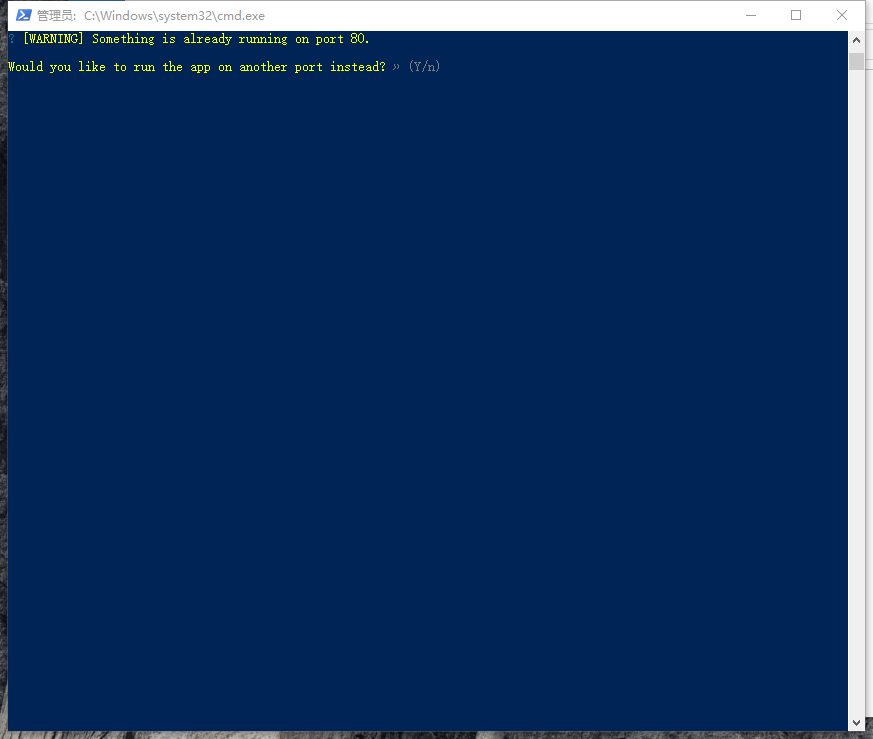 管理员: C:\Windows\system32\cmd.exe
? [WARNING] Something is already running on port 80.
Would you like to run the app on another port instead? » (Y/n)